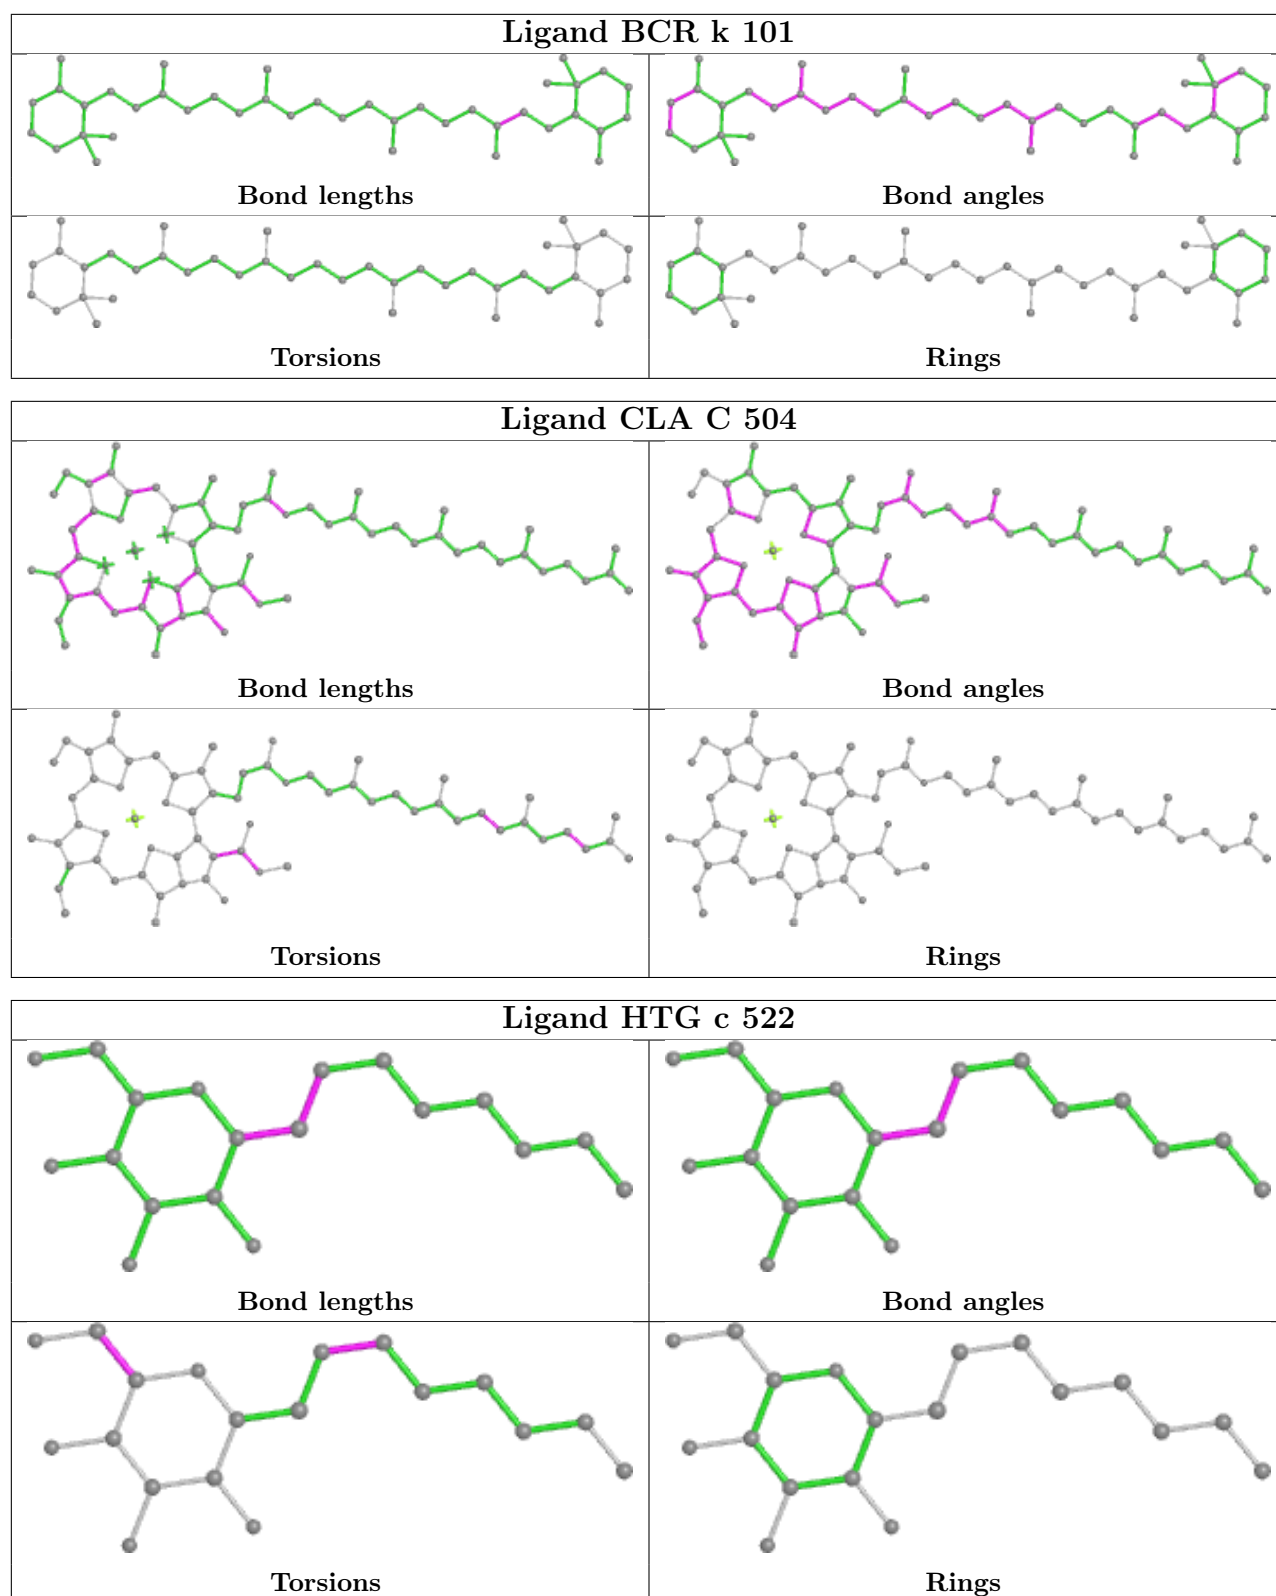 Ligand BCR k 101
Bond lengths
Bond angles
Torsions
Rings
Ligand CLA C 504
Bond lengths
Bond angles
Torsions
Rings
Ligand HTG c 522
Bond lengths
Bond angles
Torsions
Rings